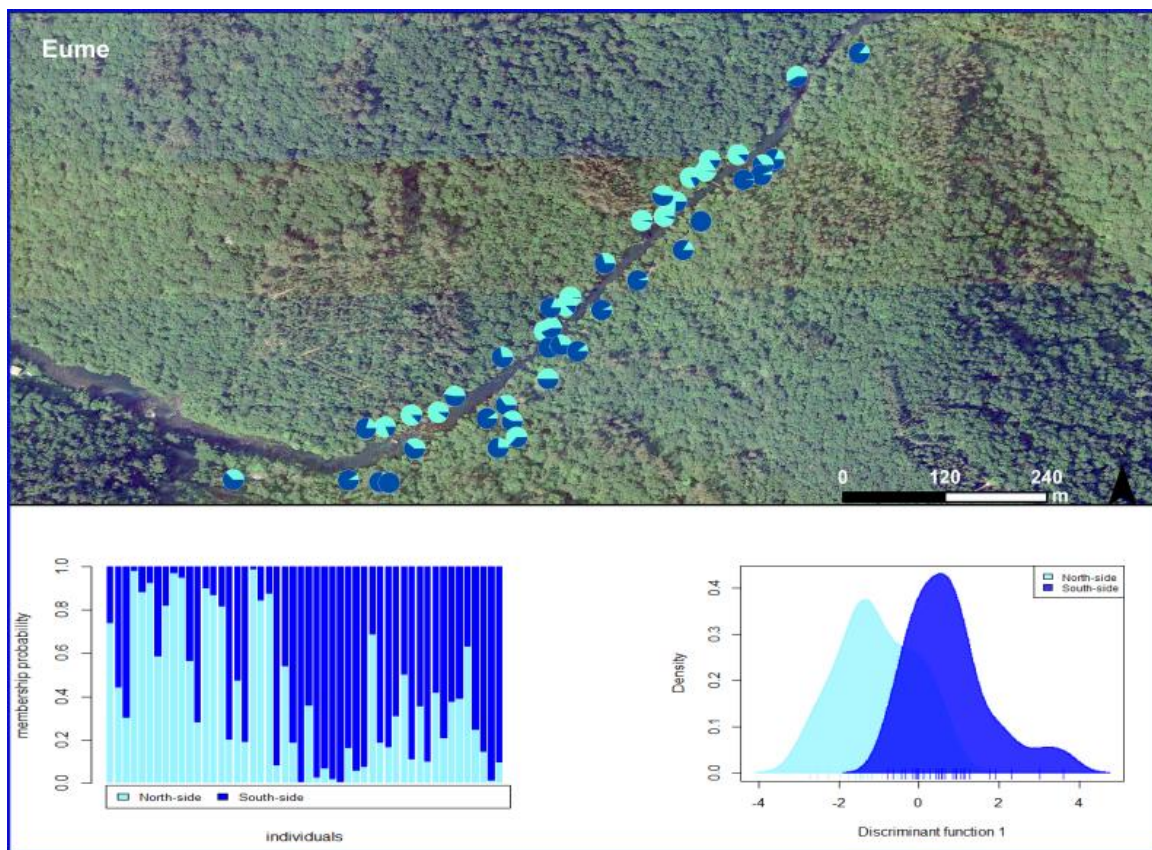 Eume
0 120 240
m
1.0
0.8
0.6
0.4
0.2
0.0
membership probability
North-side South-side
individuals
0.4
0.3
0.2
0.1
0.0
Density
North-side
South-side
-4 -2 0 2 4
Discriminant function 1